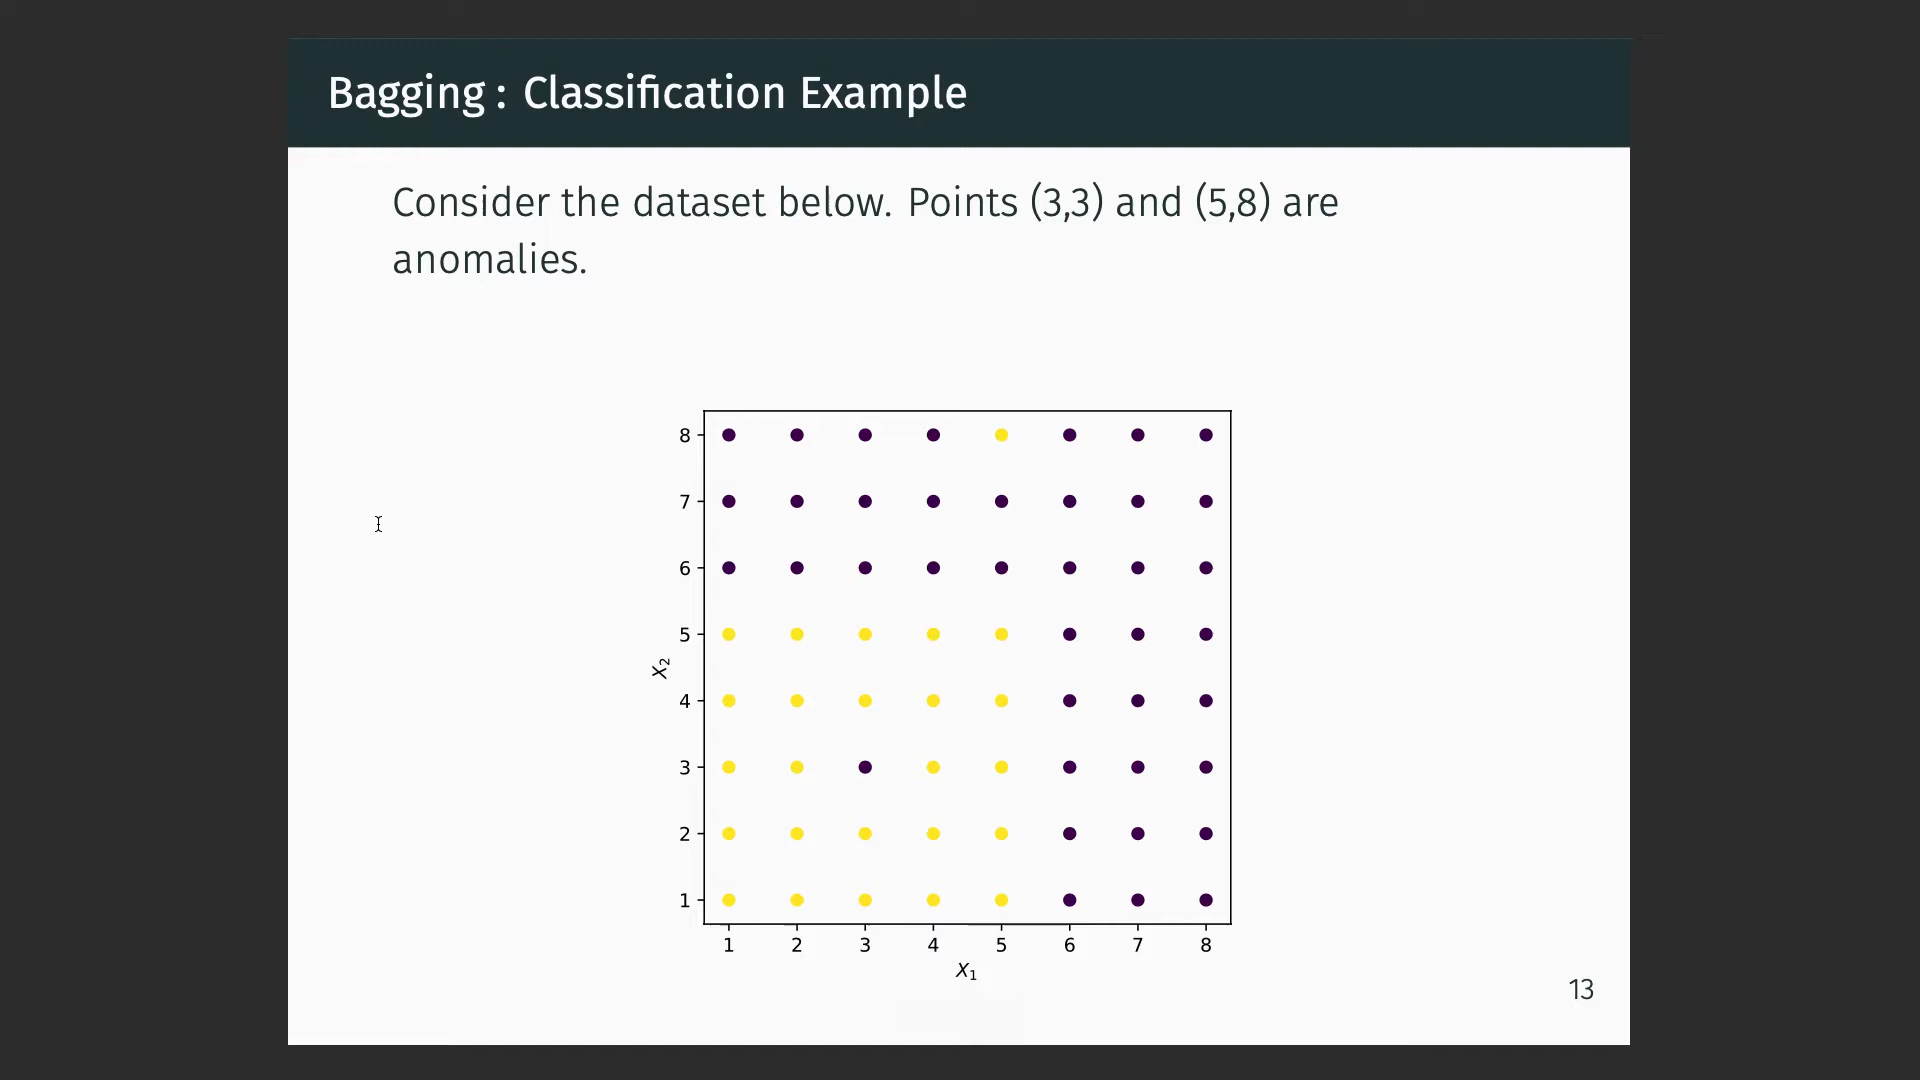 Bagging : Classification Example
Consider the dataset below. Points (3,3) and (5,8) are
anomalies.
8
7
6
5
4
3
2
1
X₂
1 2 3 4 5 6 7 8
X₁
13